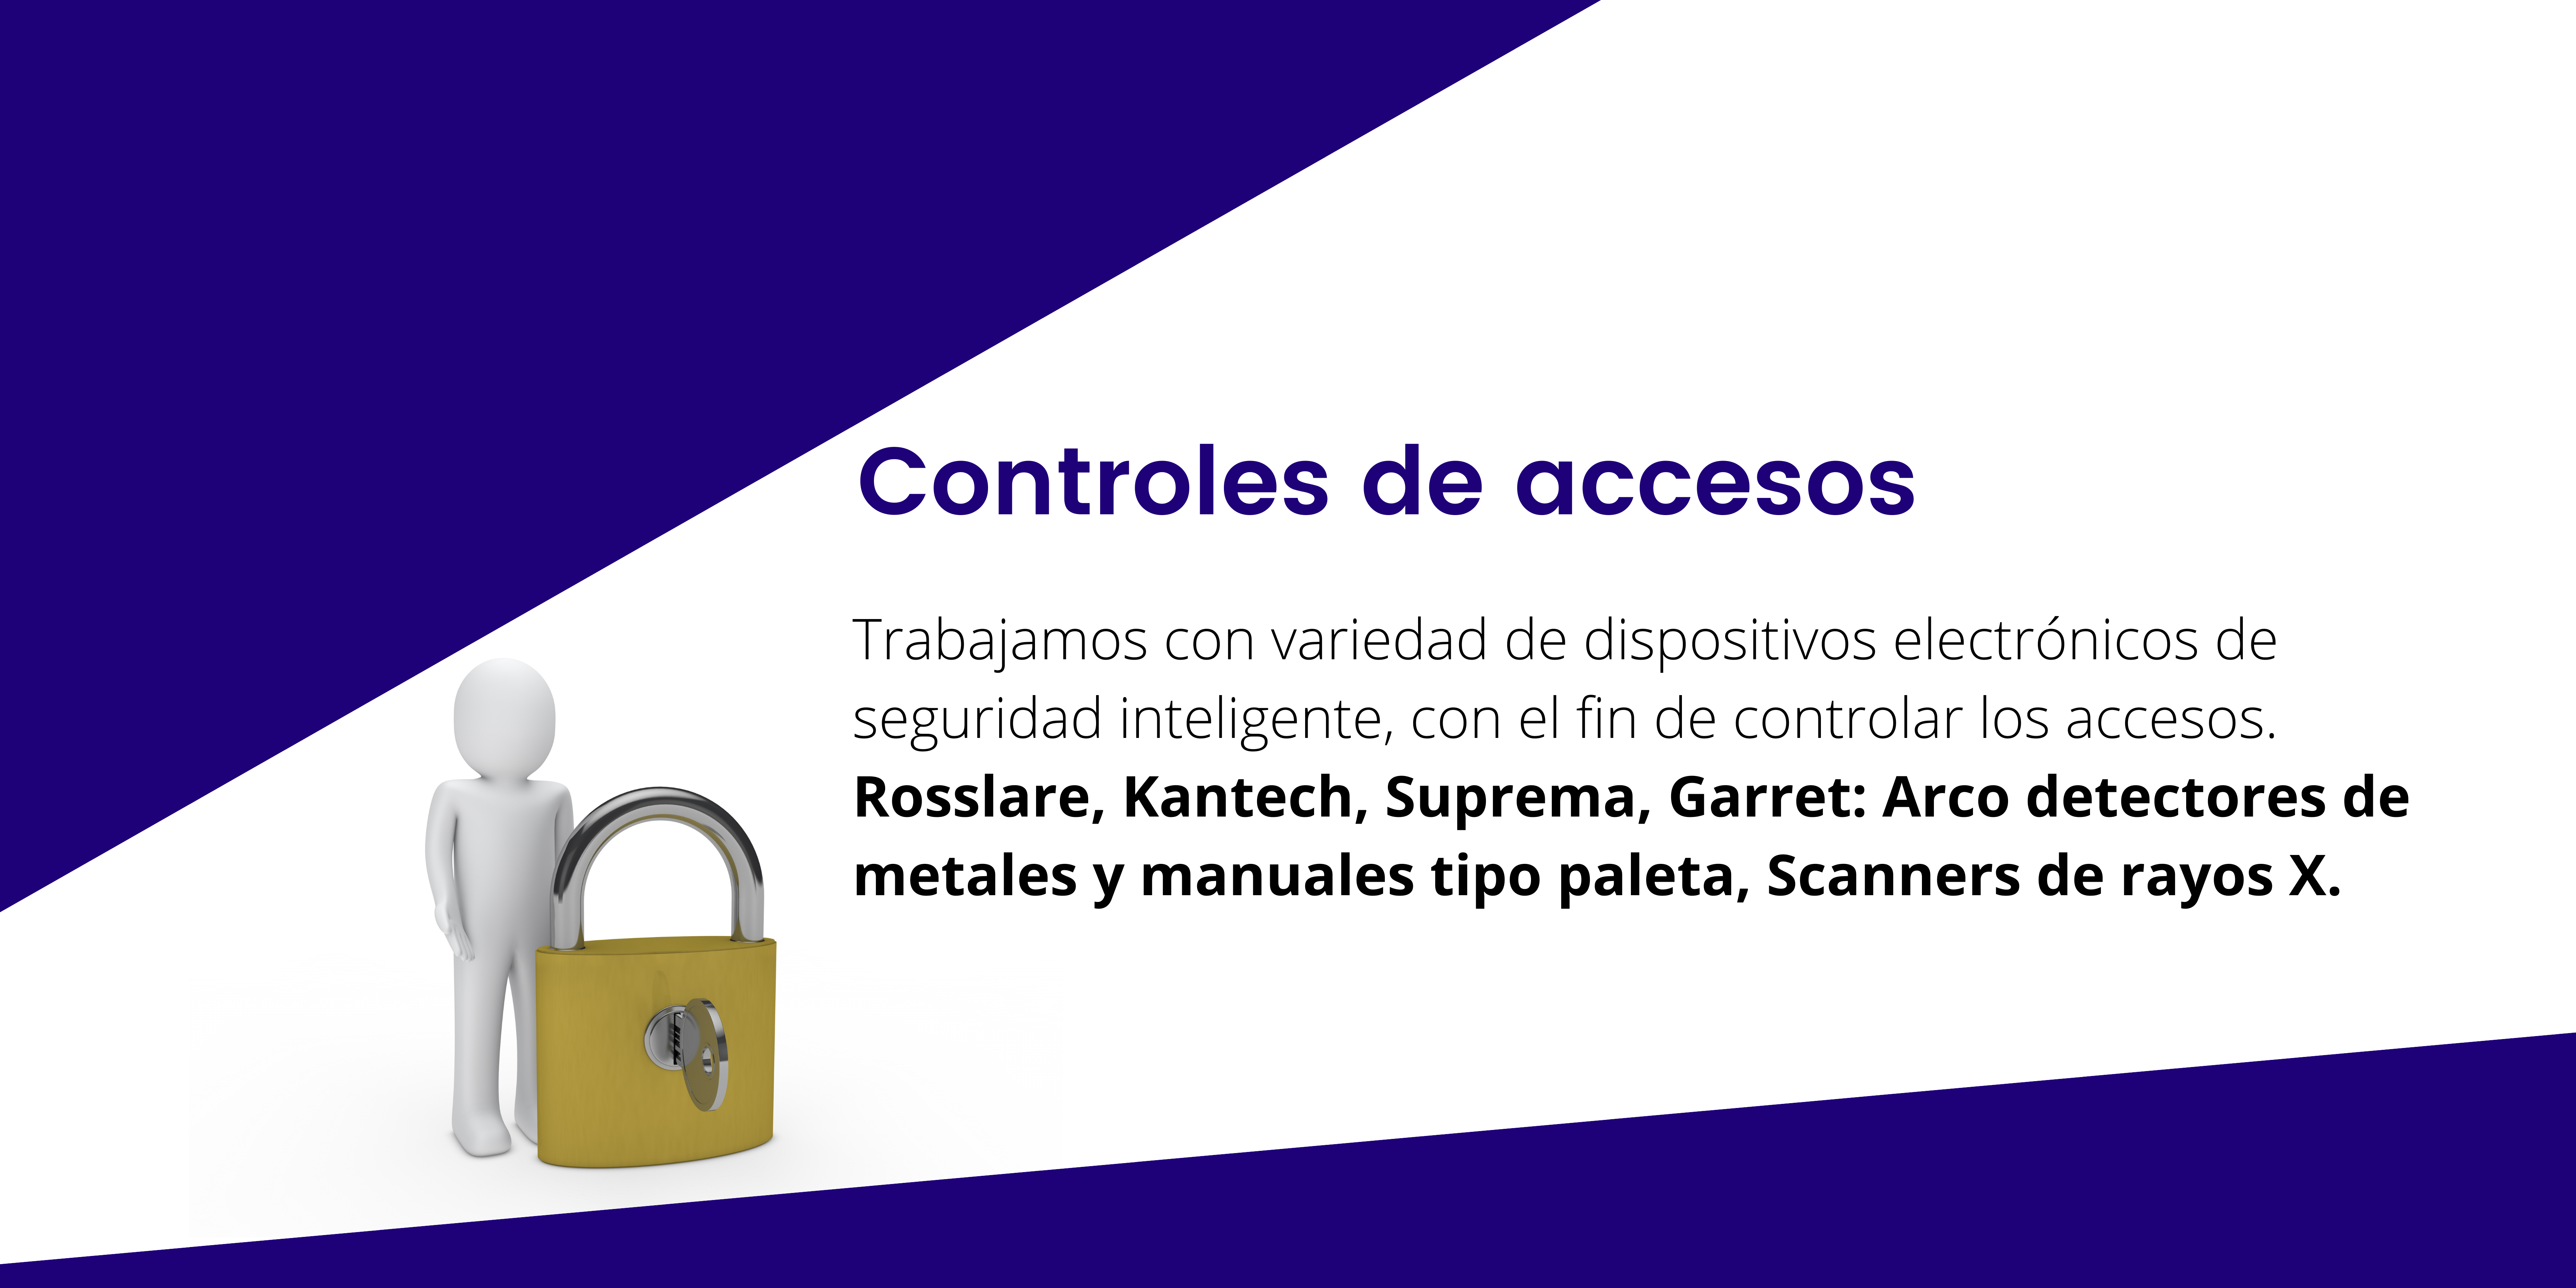 Controles de accesos
Trabajamos con variedad de dispositivos electrónicos de
seguridad inteligente, con el fin de controlar los accesos.
Rosslare, Kantech, Suprema, Garret: Arco detectores de
metales y manuales tipo paleta, Scanners de rayos X.